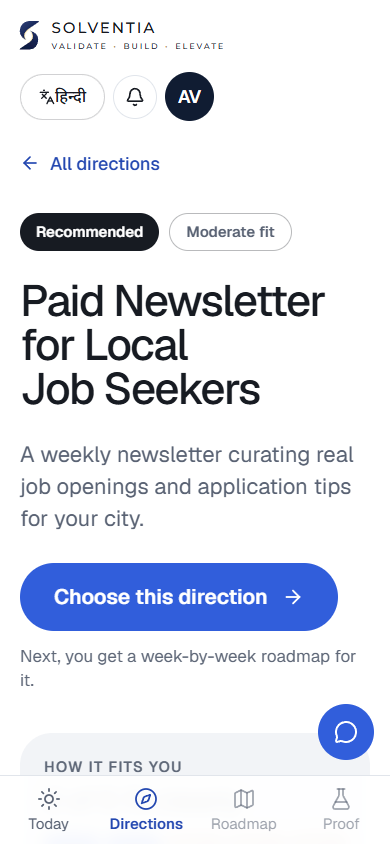 SOLVENTIA
VALIDATE · BUILD · ELEVATE
हिन्दी
AV
All directions
Recommended
Moderate fit
Paid Newsletter
for Local
Job Seekers
A weekly newsletter curating real
job openings and application tips
for your city.
Choose this direction
Next, you get a week-by-week roadmap for
it.
HOW IT FITS YOU
Today
Directions
Roadmap
Proof